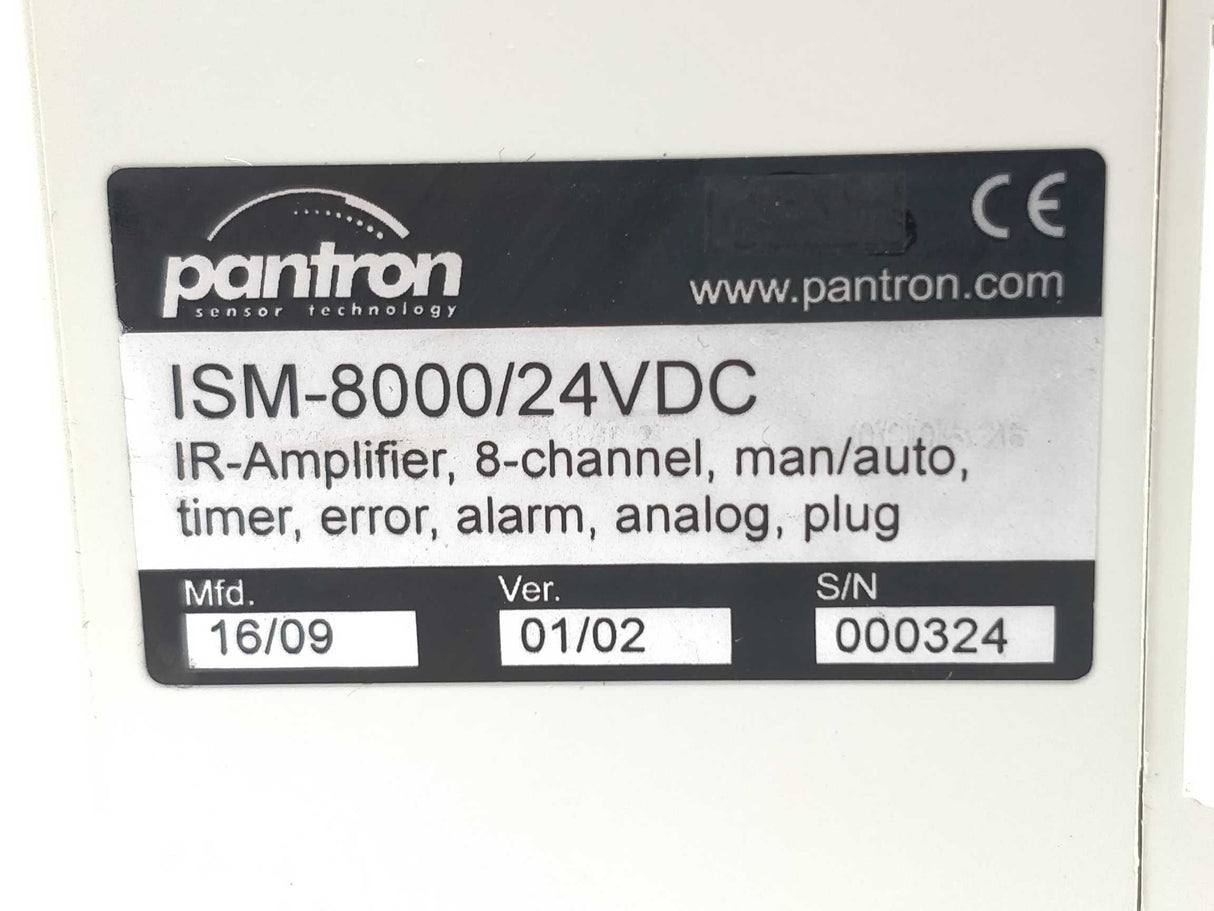 pantron
sensor technology
CE
www.pantron.com
ISM-8000/24VDC
IR-Amplifier, 8-channel, man/auto,
timer, error, alarm, analog, plug
Mfd. Ver. S/N
16/09 01/02 000324